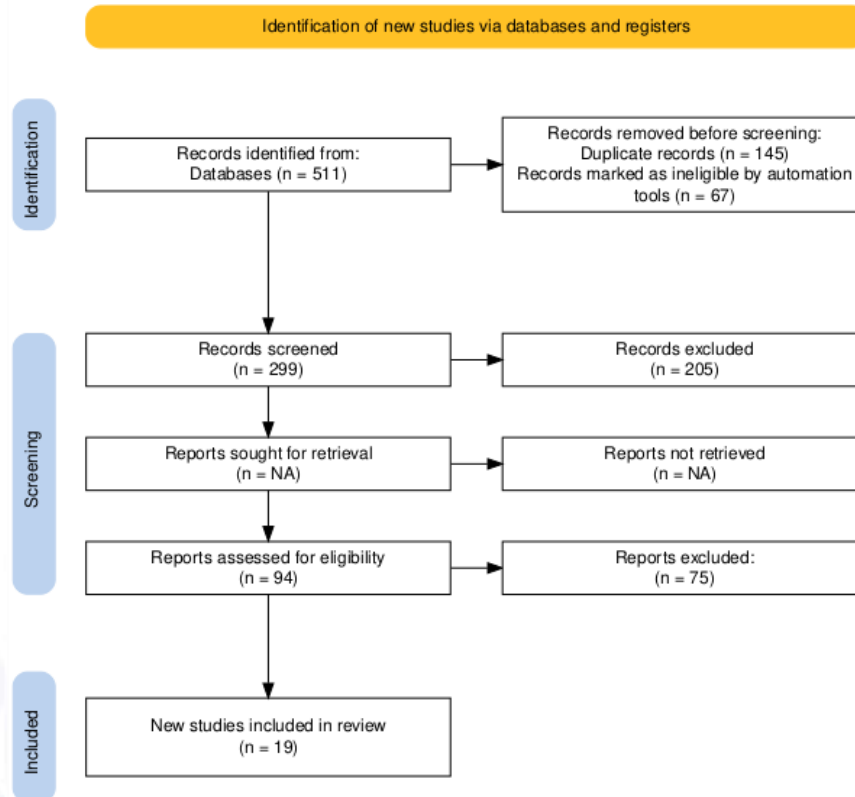 Identification of new studies via databases and registers
Identification
Records identified from:
Databases (n = 511)
Records removed before screening:
Duplicate records (n = 145)
Records marked as ineligible by automation
tools (n = 67)
Screening
Records screened
(n = 299)
Records excluded
(n = 205)
Reports sought for retrieval
(n = NA)
Reports not retrieved
(n = NA)
Reports assessed for eligibility
(n = 94)
Reports excluded:
(n = 75)
Included
New studies included in review
(n = 19)